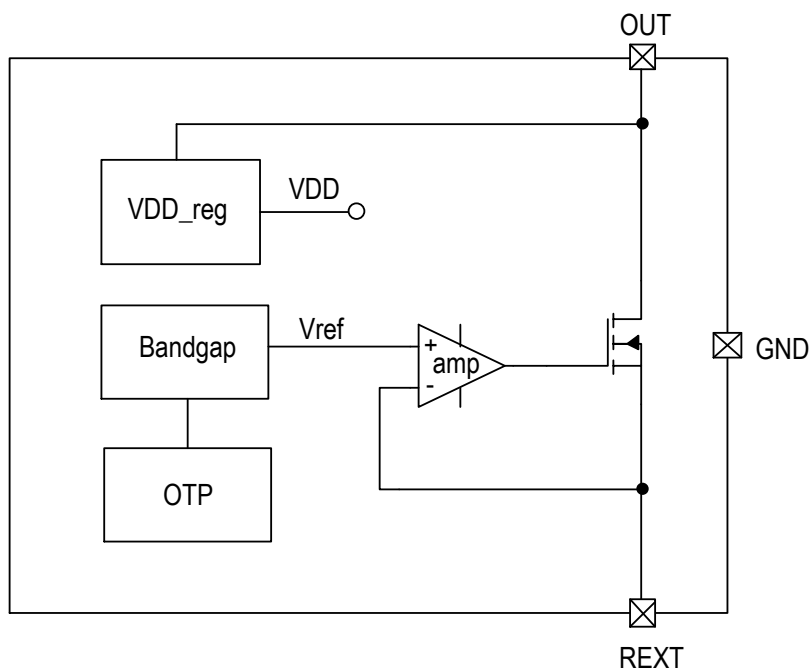 OUT
VDD_reg
VDD
Bandgap
Vref
+
amp
-
GND
OTP
REXT